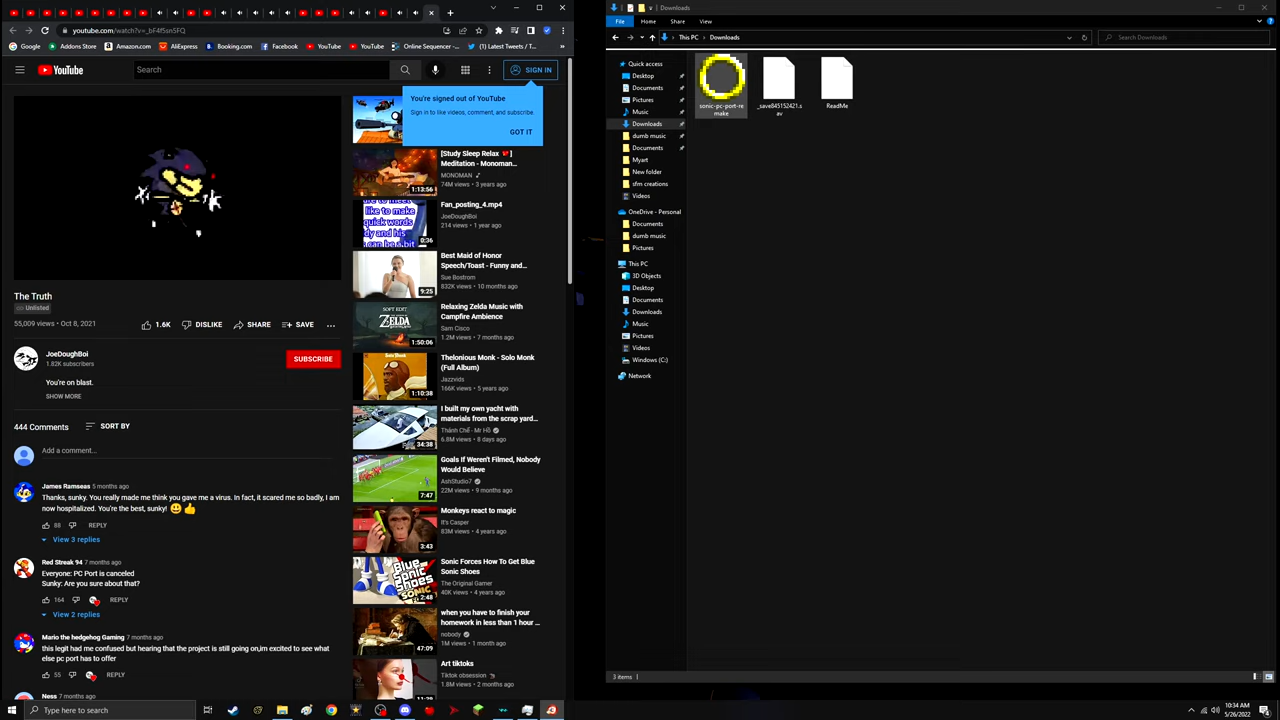 youtube.com/watch?v=_bF4f5sn5FQ
Google
Addons Store
Amazon.com
AliExpress
Booking.com
Facebook
YouTube
YouTube
Online Sequencer –...
(1) Latest Tweets / T...
YouTube
Search
SIGN IN
You're signed out of YouTube
Sign in to like videos, comment, and subscribe.
GOT IT
The Truth
Unlisted
55,009 views • Oct 8, 2021
1.6K
DISLIKE
SHARE
SAVE
JoeDoughBoi
1.82K subscribers
SUBSCRIBE
You're on blast.
SHOW MORE
444 Comments
SORT BY
Add a comment...
James Ramseas 5 months ago
Thanks, sunky. You really made me think you gave me a virus. In fact, it scared me so badly, I am
now hospitalized. You're the best, sunky! 😃👍
88
REPLY
View 3 replies
Red Streak 94 7 months ago
Everyone: PC Port is canceled
Sunky: Are you sure about that?
164
REPLY
View 2 replies
Mario the hedgehog Gaming 7 months ago
this legit had me confused but hearing that the project is still going on,im excited to see what
else pc port has to offer
55
REPLY
Ness 7 months ago
[Study Sleep Relax 💯]
Meditation - Monoman...
MONOMAN
74M views • 3 years ago
1:13:56
Fan_posting_4.mp4
JoeDoughBoi
214 views • 1 year ago
0:36
Best Maid of Honor
Speech/Toast - Funny and...
Sue Bostrom
832K views • 10 months ago
9:25
Relaxing Zelda Music with
Campfire Ambience
Sam Cisco
1.2M views • 7 months ago
SOFT EDIT
ZELDA
1:50:06
Thelonious Monk - Solo Monk
(Full Album)
Jazzvids
166K views • 5 years ago
1:10:38
I built my own yacht with
materials from the scrap yard...
Thành Chế - Mr Hồ
6.8M views • 8 days ago
34:38
Goals If Weren't Filmed, Nobody
Would Believe
AshStudio7
22M views • 9 months ago
7:47
Monkeys react to magic
It's Casper
83M views • 4 years ago
3:43
Sonic Forces How To Get Blue
Sonic Shoes
The Original Gamer
40K views • 4 years ago
BLUE
SONIC
SHOES
2:48
when you have to finish your
homework in less than 1 hour ...
nobody
1M views • 1 month ago
47:09
Art tiktoks
Tiktok obsession
1.8M views • 2 months ago
Downloads
File
Home
Share
View
This PC > Downloads
Search Downloads
Quick access
Desktop
Documents
Pictures
Music
Downloads
dumb music
Documents
Myart
New folder
sfm creations
Videos
OneDrive - Personal
Documents
dumb music
Pictures
This PC
3D Objects
Desktop
Documents
Downloads
Music
Pictures
Videos
Windows (C:)
Network
sonic-pc-port-re
make
_save845152421.s
av
ReadMe
3 items
Type here to search
10:34 AM
5/26/2022